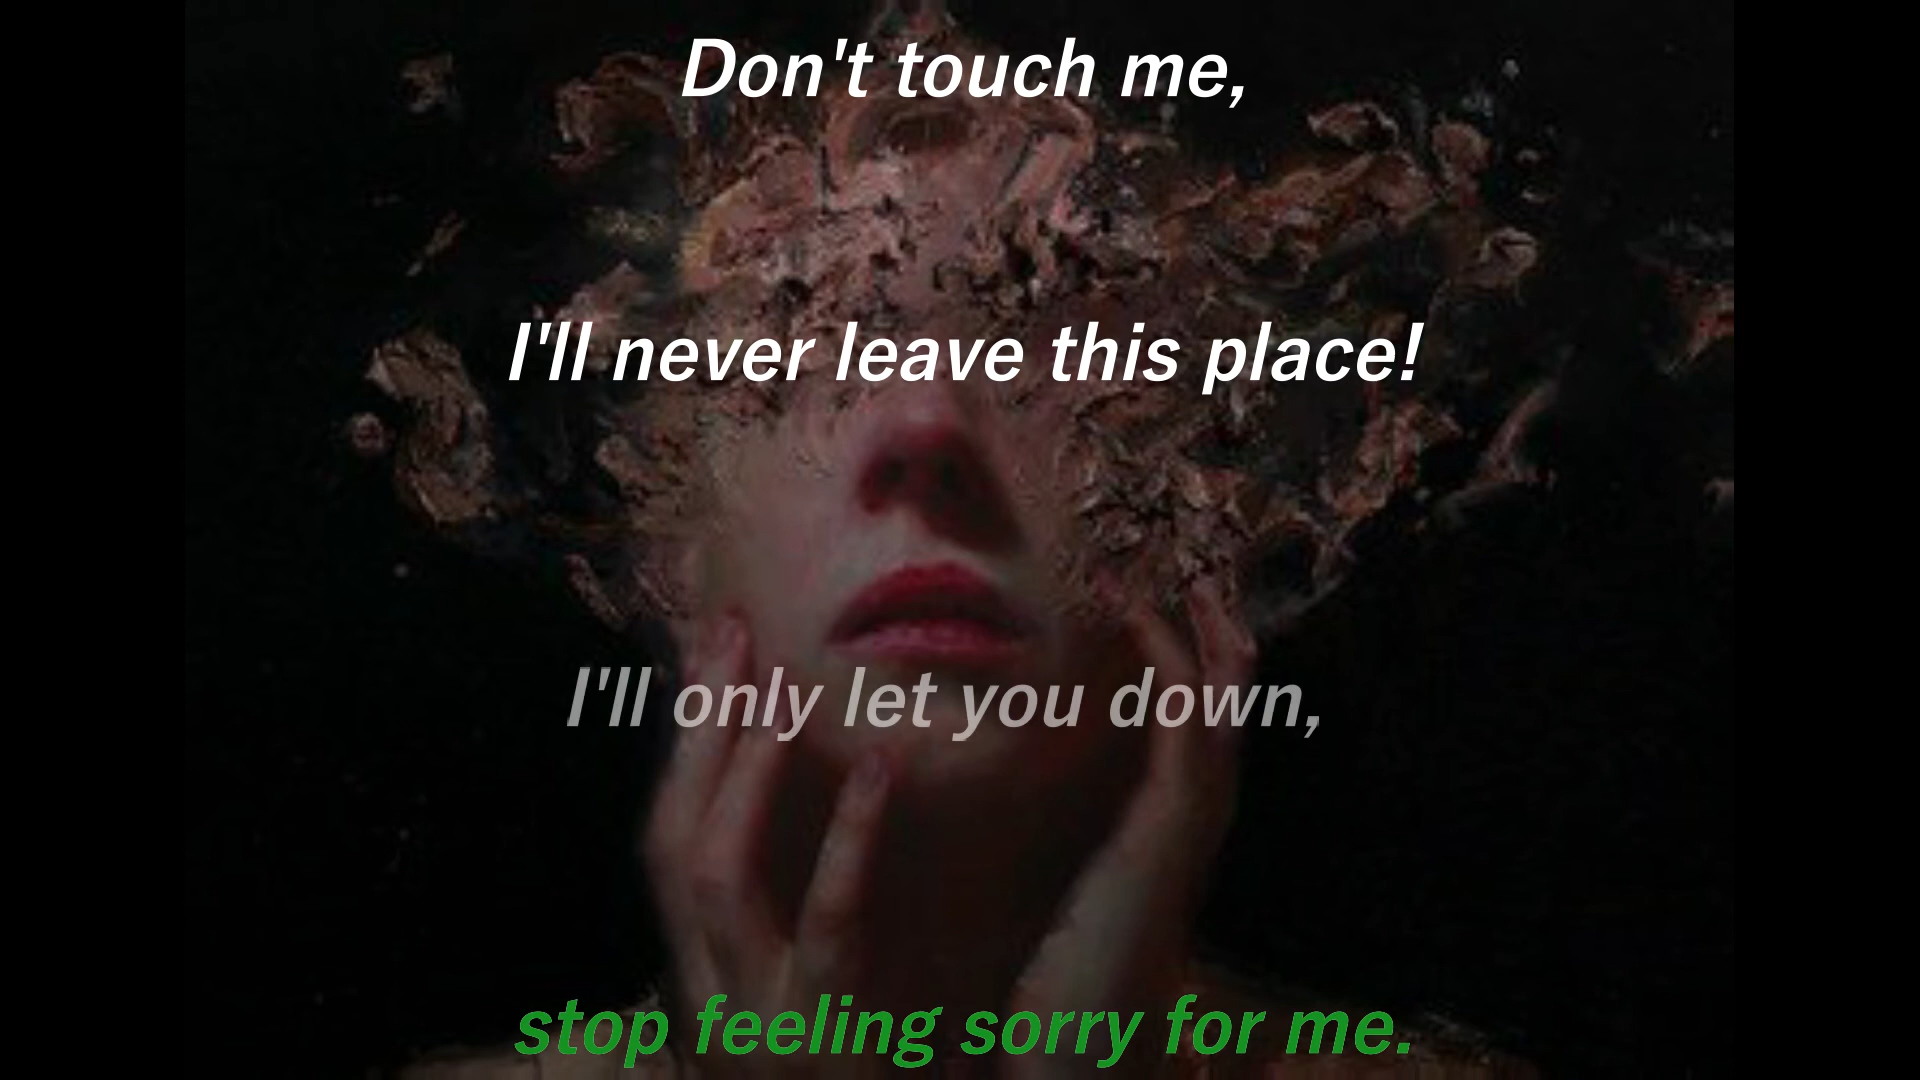 Don't touch me,
I'll never leave this place!
I'll only let you down,
stop feeling sorry for me.